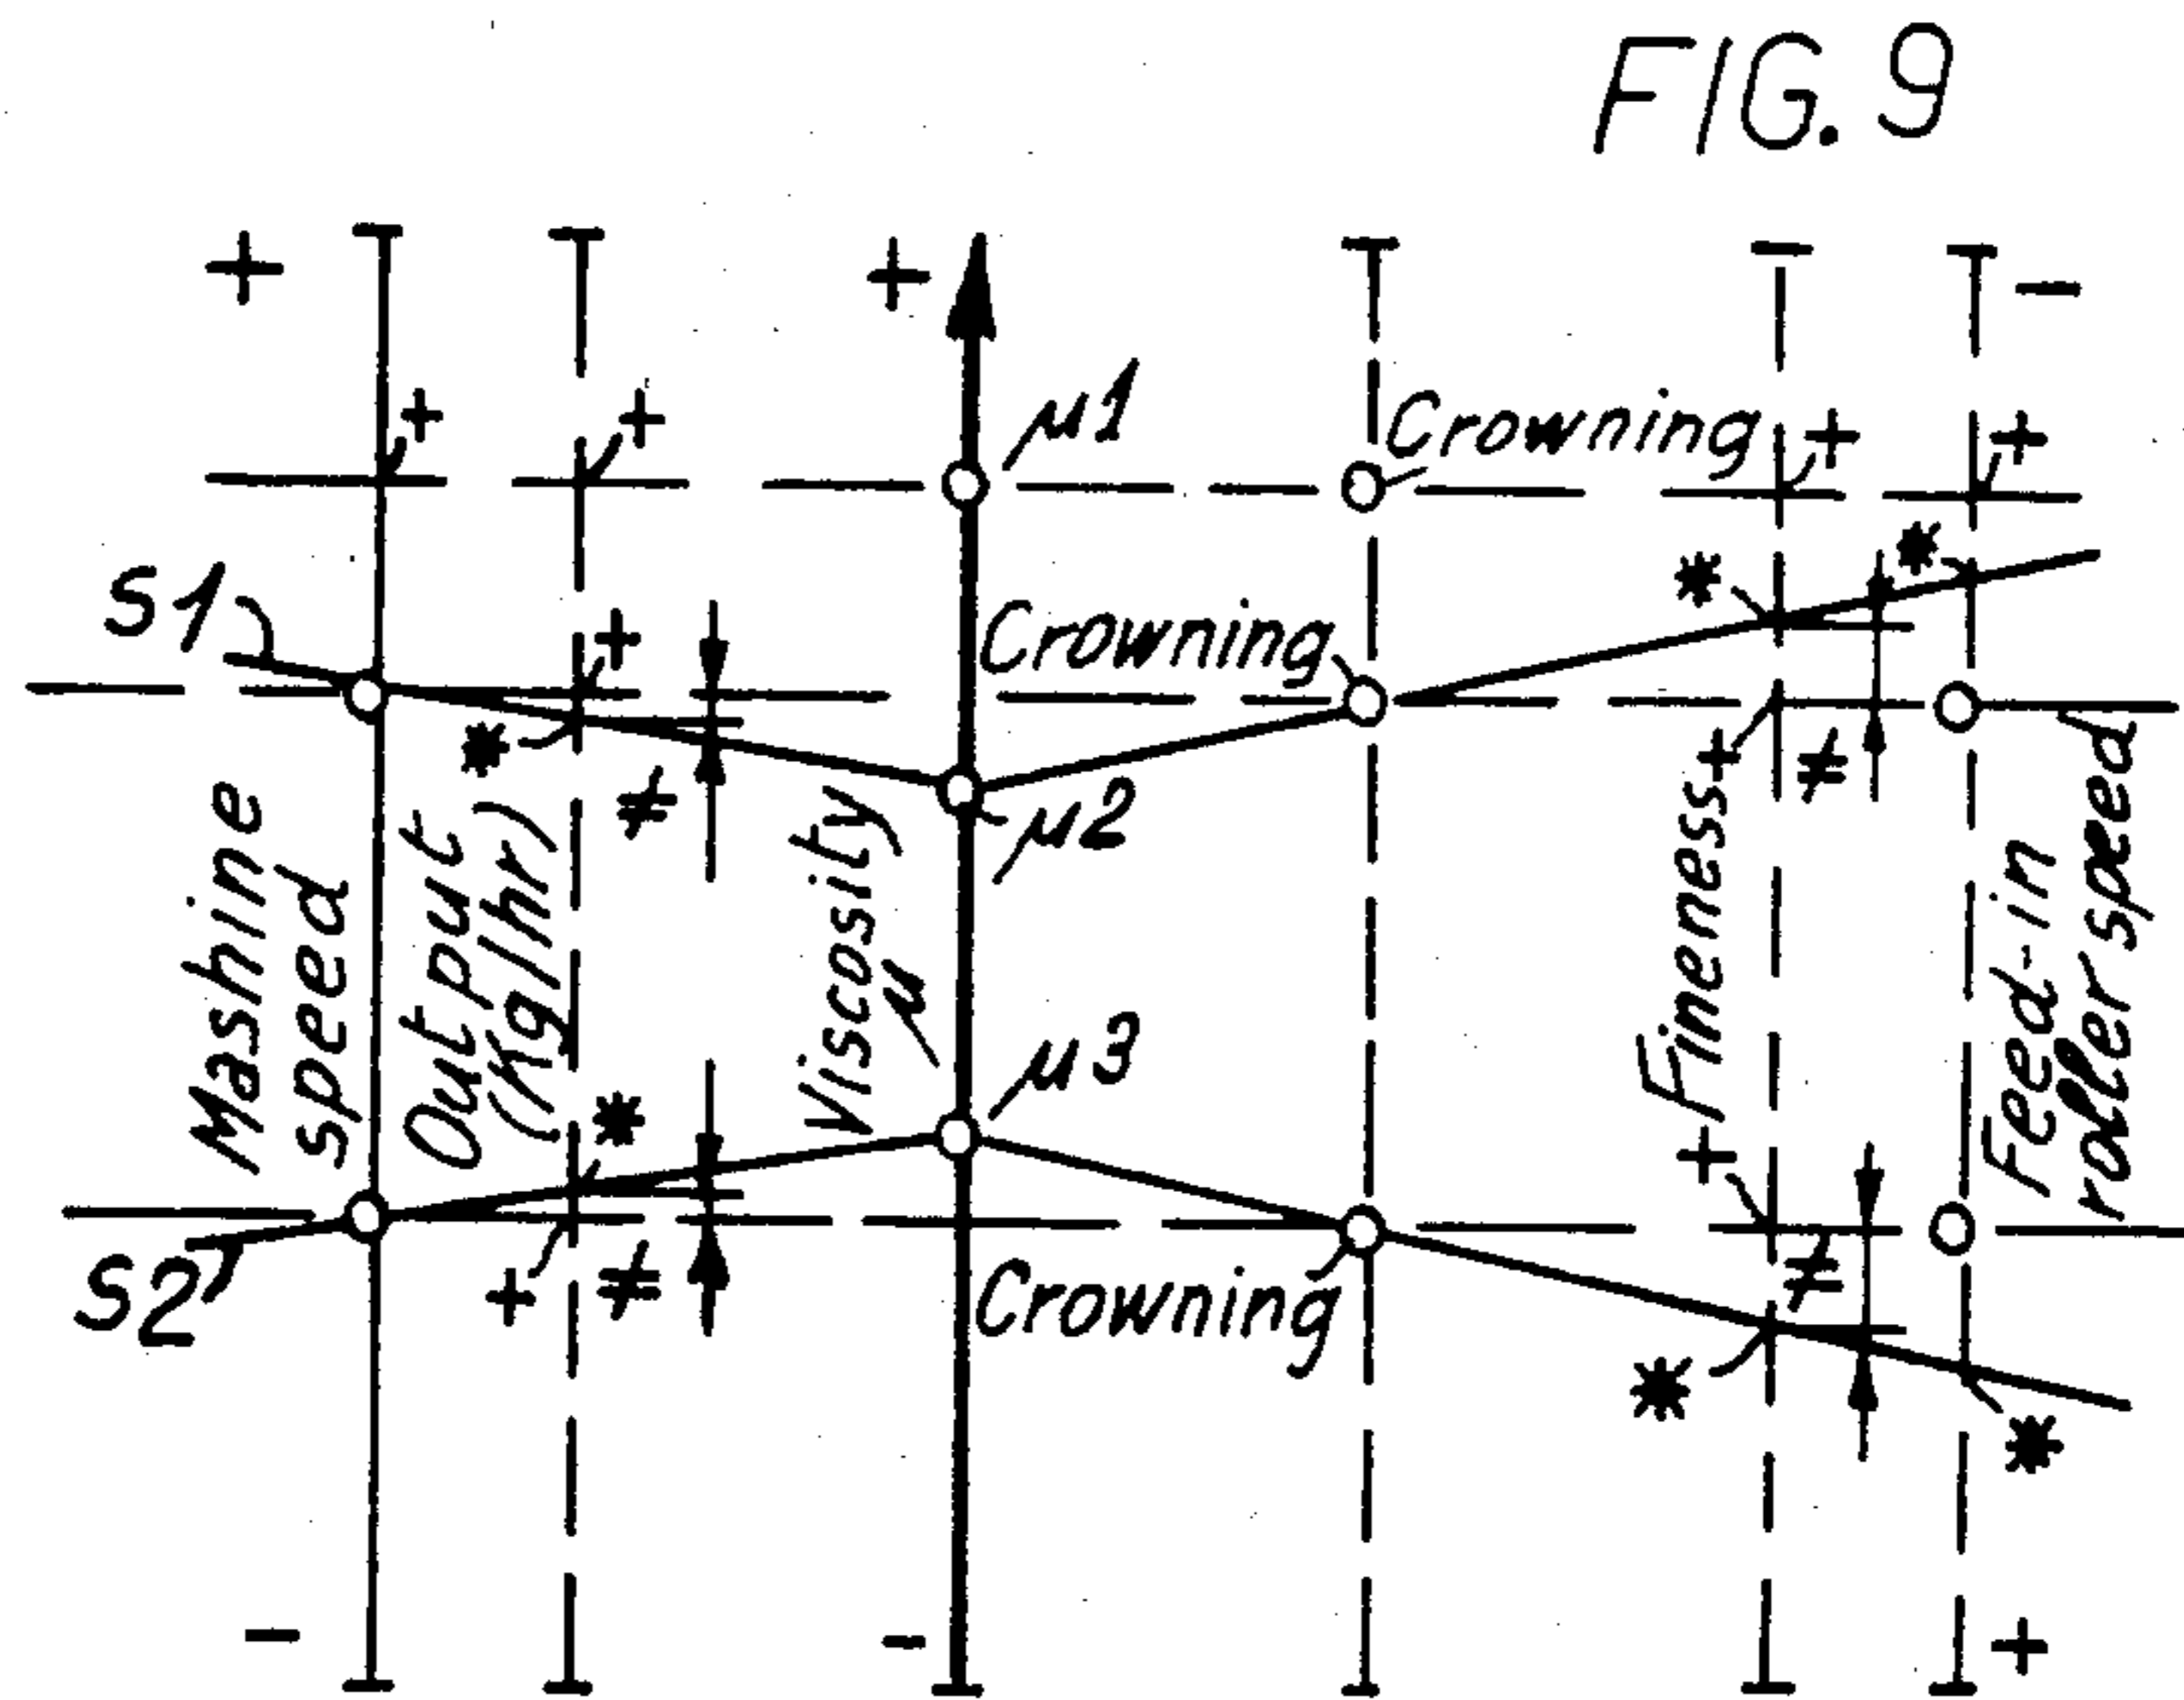 FIG. 9
+
+
-
+
+
μ1
Crowning
+
+
S1
+
*
≠
Crowning
μ2
*
*
+
≠
Mashine
speed
Output
(Kg/hr)
Viscosity
μ
Fineness
Feed-in
roller speed
μ3
*
+
≠
S2
Crowning
+
≠
*
*
-
-
+